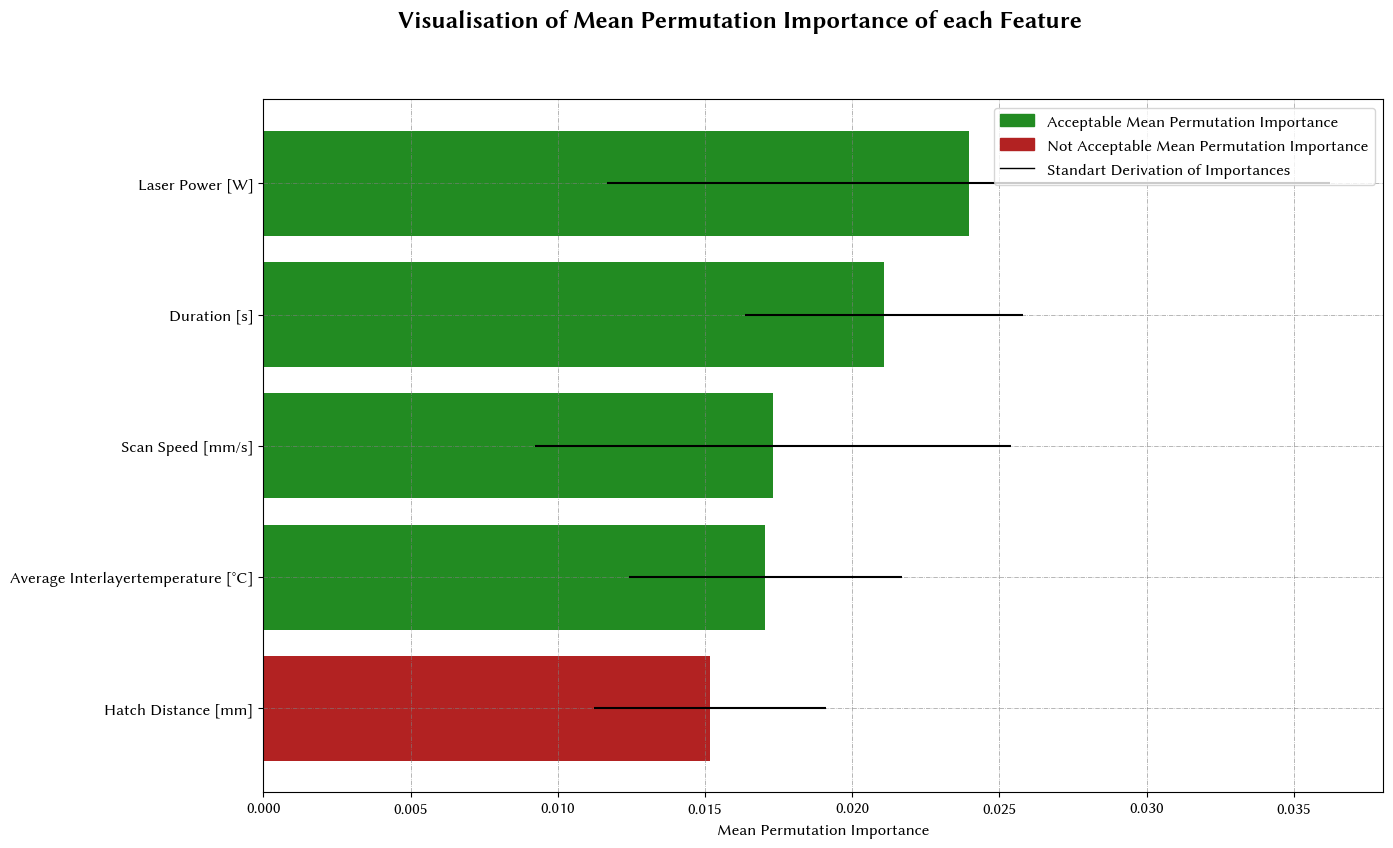 Visualisation of Mean Permutation Importance of each Feature
Acceptable Mean Permutation Importance
Not Acceptable Mean Permutation Importance
Standart Derivation of Importances
Laser Power [W]
Duration [s]
Scan Speed [mm/s]
Average Interlayertemperature [°C]
Hatch Distance [mm]
0.000 0.005 0.010 0.015 0.020 0.025 0.030 0.035
Mean Permutation Importance